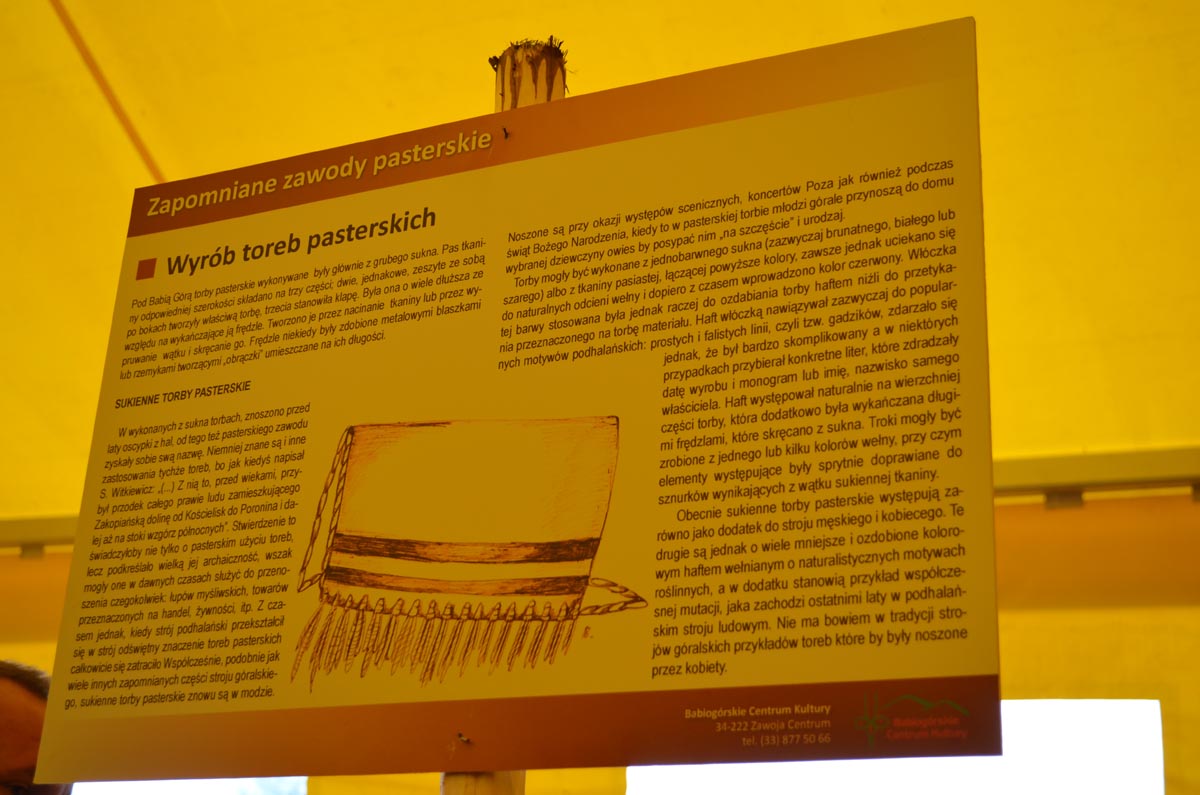 Zapomniane zawody pasterskie
Wyrób toreb pasterskich
Pod Babią Górą torby pasterskie wykonywane były głównie z grubego sukna. Pas tkani-
ny odpowiedniej szerokości składano na trzy części; dwie, jednakowe, zeszyte ze sobą
po bokach tworzyły właściwą torbę, trzecia stanowiła klapę. Była ona o wiele dłuższa ze
względu na wykańczające ją frędzle. Tworzono je przez nacinanie tkaniny lub przez wy-
pruwanie wątku i skręcanie go. Frędzle niekiedy były zdobione metalowymi blaszkami
lub rzemykami tworzącymi „obrączki” umieszczane na ich długości.
SUKIENNE TORBY PASTERSKIE
W wykonanych z sukna torbach, znoszono przed
laty oscypki z hal, od tego też pasterskiego zawodu
zyskały sobie swą nazwę. Niemniej znane są i inne
zastosowania tychże toreb, bo jak kiedyś napisał
S. Witkiewicz: „(...) Z nią to, przed wiekami, przy-
był przodek całego prawie ludu zamieszkującego
Zakopiańską dolinę od Kościelisk do Poronina i da-
lej aż na stoki wzgórz północnych”. Stwierdzenie to
świadczyłoby nie tylko o pasterskim użyciu toreb,
lecz podkreślało wielką jej archaiczność, wszak
mogły one w dawnych czasach służyć do przeno-
szenia czegokolwiek: łupów myśliwskich, towarów
przeznaczonych na handel, żywności, itp. Z cza-
sem jednak, kiedy strój podhalański przekształcił
się w strój odświętny znaczenie toreb pasterskich
całkowicie się zatraciło Współcześnie, podobnie jak
wiele innych zapomnianych części stroju góralskie-
go, sukienne torby pasterskie znowu są w modzie.
Noszone są przy okazji występów scenicznych, koncertów Poza jak również podczas
świąt Bożego Narodzenia, kiedy to w pasterskiej torbie młodzi górale przynoszą do domu
wybranej dziewczyny owies by posypać nim „na szczęście” i urodzaj.
Torby mogły być wykonane z jednobarwnego sukna (zazwyczaj brunatnego, białego lub
szarego) albo z tkaniny pasiastej, łączącej powyższe kolory, zawsze jednak uciekano się
do naturalnych odcieni wełny i dopiero z czasem wprowadzono kolor czerwony. Włóczka
tej barwy stosowana była jednak raczej do ozdabiania torby haftem niźli do przetyka-
nia przeznaczonego na torbę materiału. Haft włóczką nawiązywał zazwyczaj do popular-
nych motywów podhalańskich: prostych i falistych linii, czyli tzw. gadzików, zdarzało się
jednak, że był bardzo skomplikowany a w niektórych
przypadkach przybierał konkretne liter, które zdradzały
datę wyrobu i monogram lub imię, nazwisko samego
właściciela. Haft występował naturalnie na wierzchniej
części torby, która dodatkowo była wykańczana długi-
mi frędzlami, które skręcano z sukna. Troki mogły być
zrobione z jednego lub kilku kolorów wełny, przy czym
elementy występujące były sprytnie doprawiane do
sznurków wynikających z wątku sukiennej tkaniny.
Obecnie sukienne torby pasterskie występują za-
równo jako dodatek do stroju męskiego i kobiecego. Te
drugie są jednak o wiele mniejsze i ozdobione koloro-
wym haftem wełnianym o naturalistycznych motywach
roślinnych, a w dodatku stanowią przykład współcze-
snej mutacji, jaka zachodzi ostatnimi laty w podhalań-
skim stroju ludowym. Nie ma bowiem w tradycji stro-
jów góralskich przykładów toreb które by były noszone
przez kobiety.
Babiogórskie Centrum Kultury
34-222 Zawoja Centrum
tel. (33) 877 50 66
Babiogórskie
Centrum Kultury